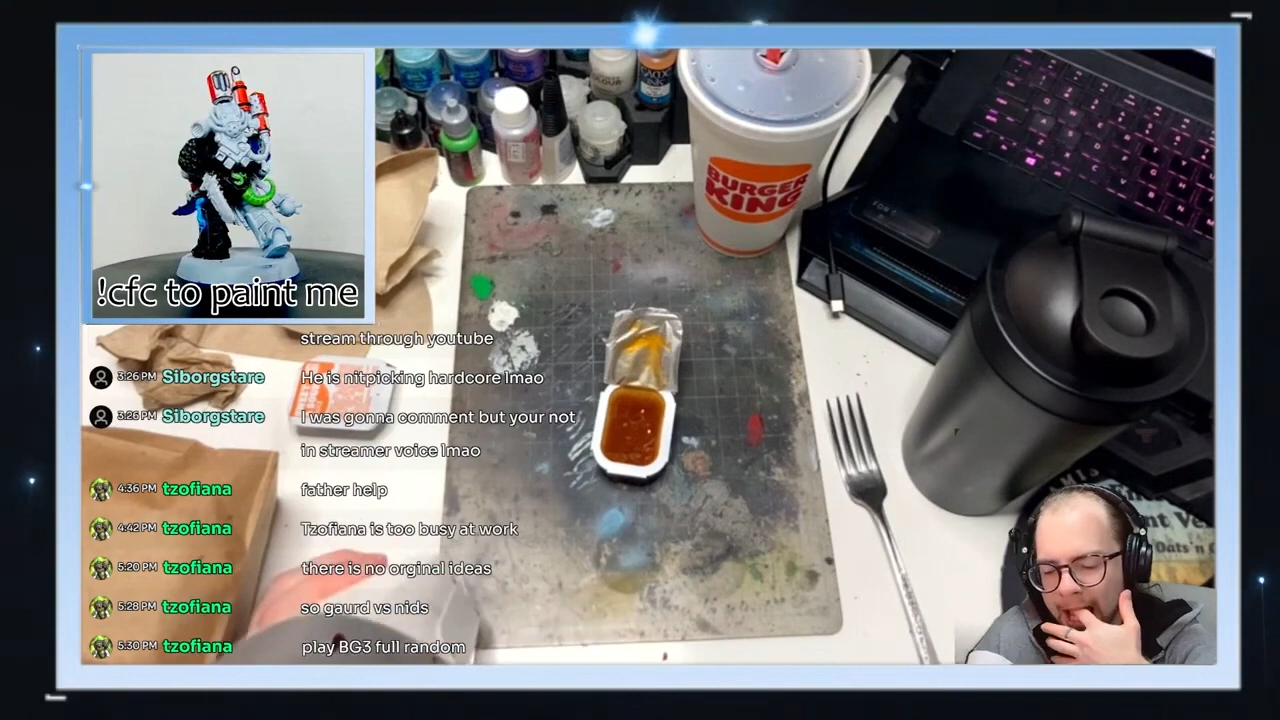 !cfc to paint me
BURGER
KING
stream through youtube
3:26 PM Siborgstare He is nitpicking hardcore lmao
3:26 PM Siborgstare I was gonna comment but your not
in streamer voice lmao
4:36 PM tzofiana father help
4:42 PM tzofiana Tzofiana is too busy at work
5:20 PM tzofiana there is no orginal ideas
5:28 PM tzofiana so gaurd vs nids
5:30 PM tzofiana play BG3 full random
Oats'n